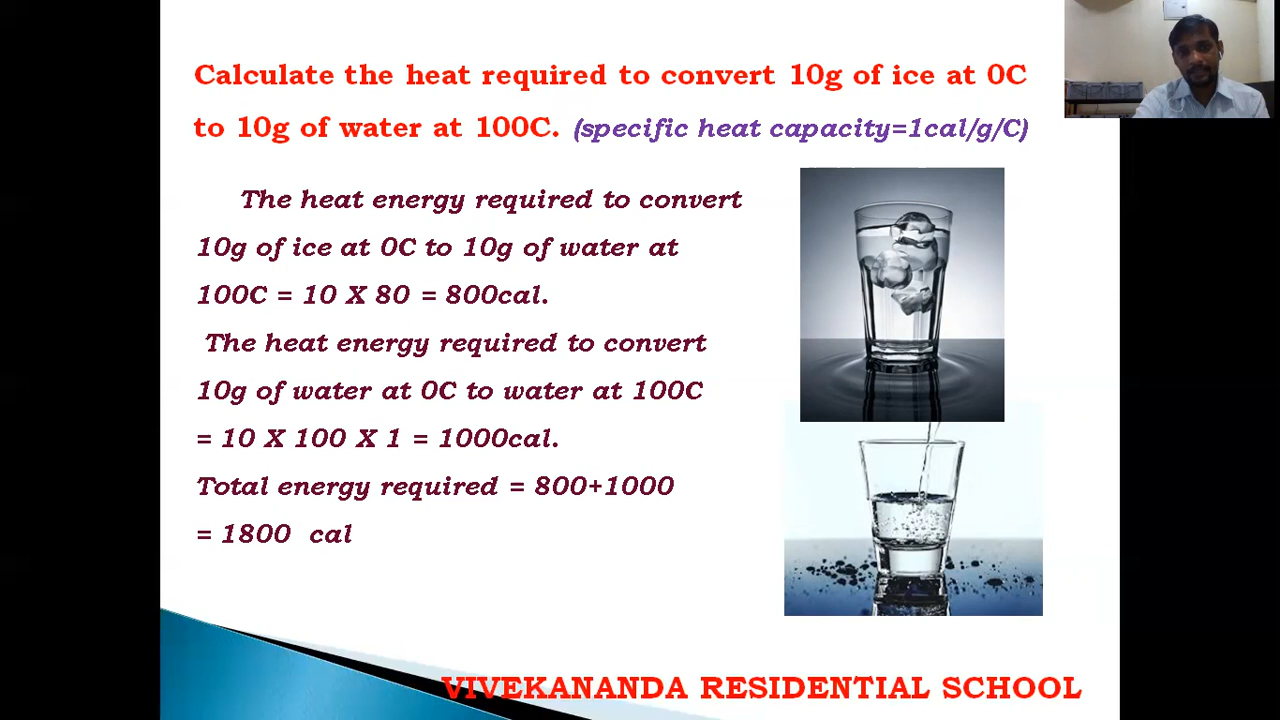 Calculate the heat required to convert 10g of ice at 0C
to 10g of water at 100C. (specific heat capacity=1cal/g/C)
The heat energy required to convert
10g of ice at 0C to 10g of water at
100C = 10 X 80 = 800cal.
The heat energy required to convert
10g of water at 0C to water at 100C
= 10 X 100 X 1 = 1000cal.
Total energy required = 800+1000
= 1800 cal
VIVEKANANDA RESIDENTIAL SCHOOL